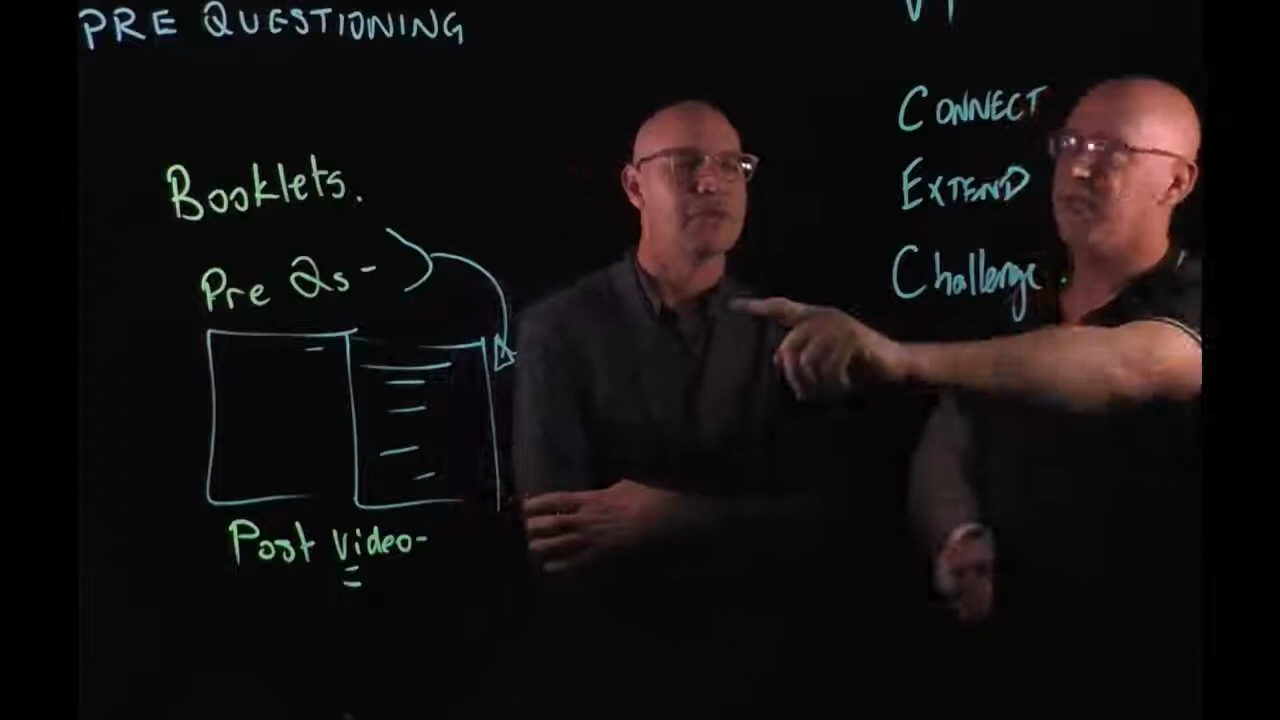 PRE QUESTIONING
Booklets.
Pre Qs-
Post video-
CONNECT
EXTEND
Challenge.